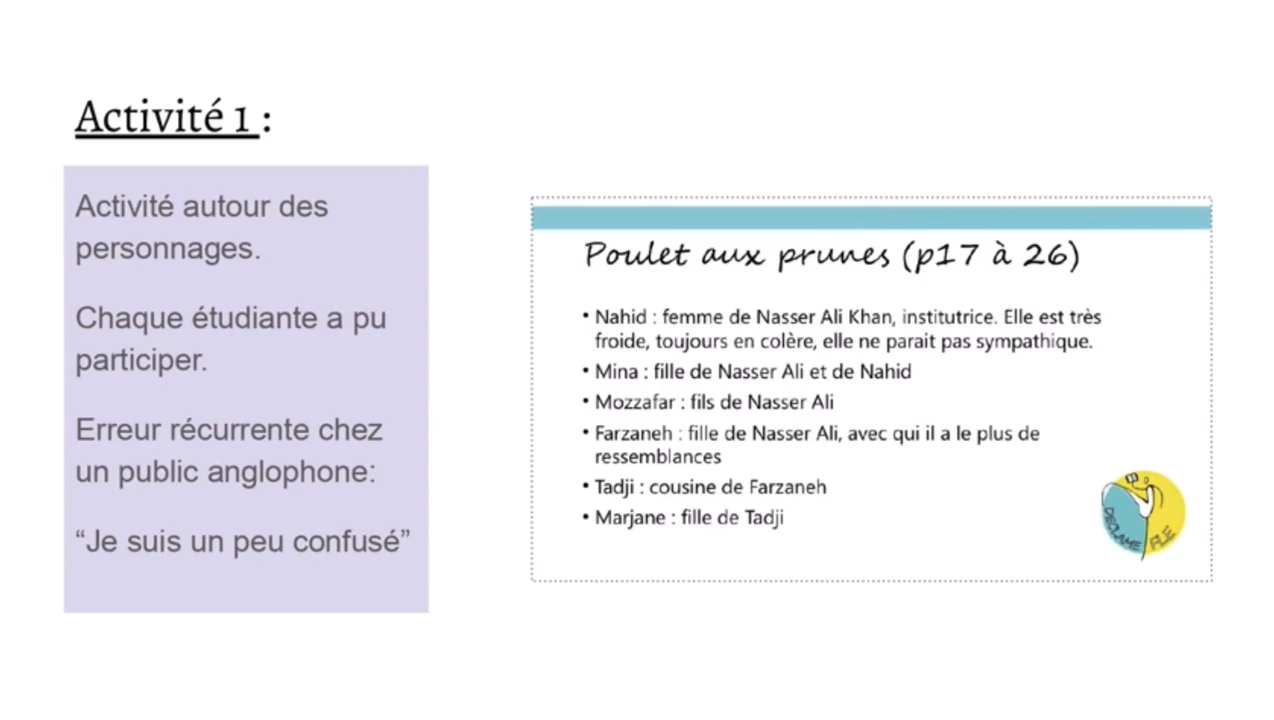 Activité 1 :
Activité autour des
personnages.
Chaque étudiante a pu
participer.
Erreur récurrente chez
un public anglophone:
“Je suis un peu confusé”
Poulet aux prunes (p17 à 26)
• Nahid : femme de Nasser Ali Khan, institutrice. Elle est très
froide, toujours en colère, elle ne parait pas sympathique.
• Mina : fille de Nasser Ali et de Nahid
• Mozzafar : fils de Nasser Ali
• Farzaneh : fille de Nasser Ali, avec qui il a le plus de
ressemblances
• Tadji : cousine de Farzaneh
• Marjane : fille de Tadji
DECLAME FLE